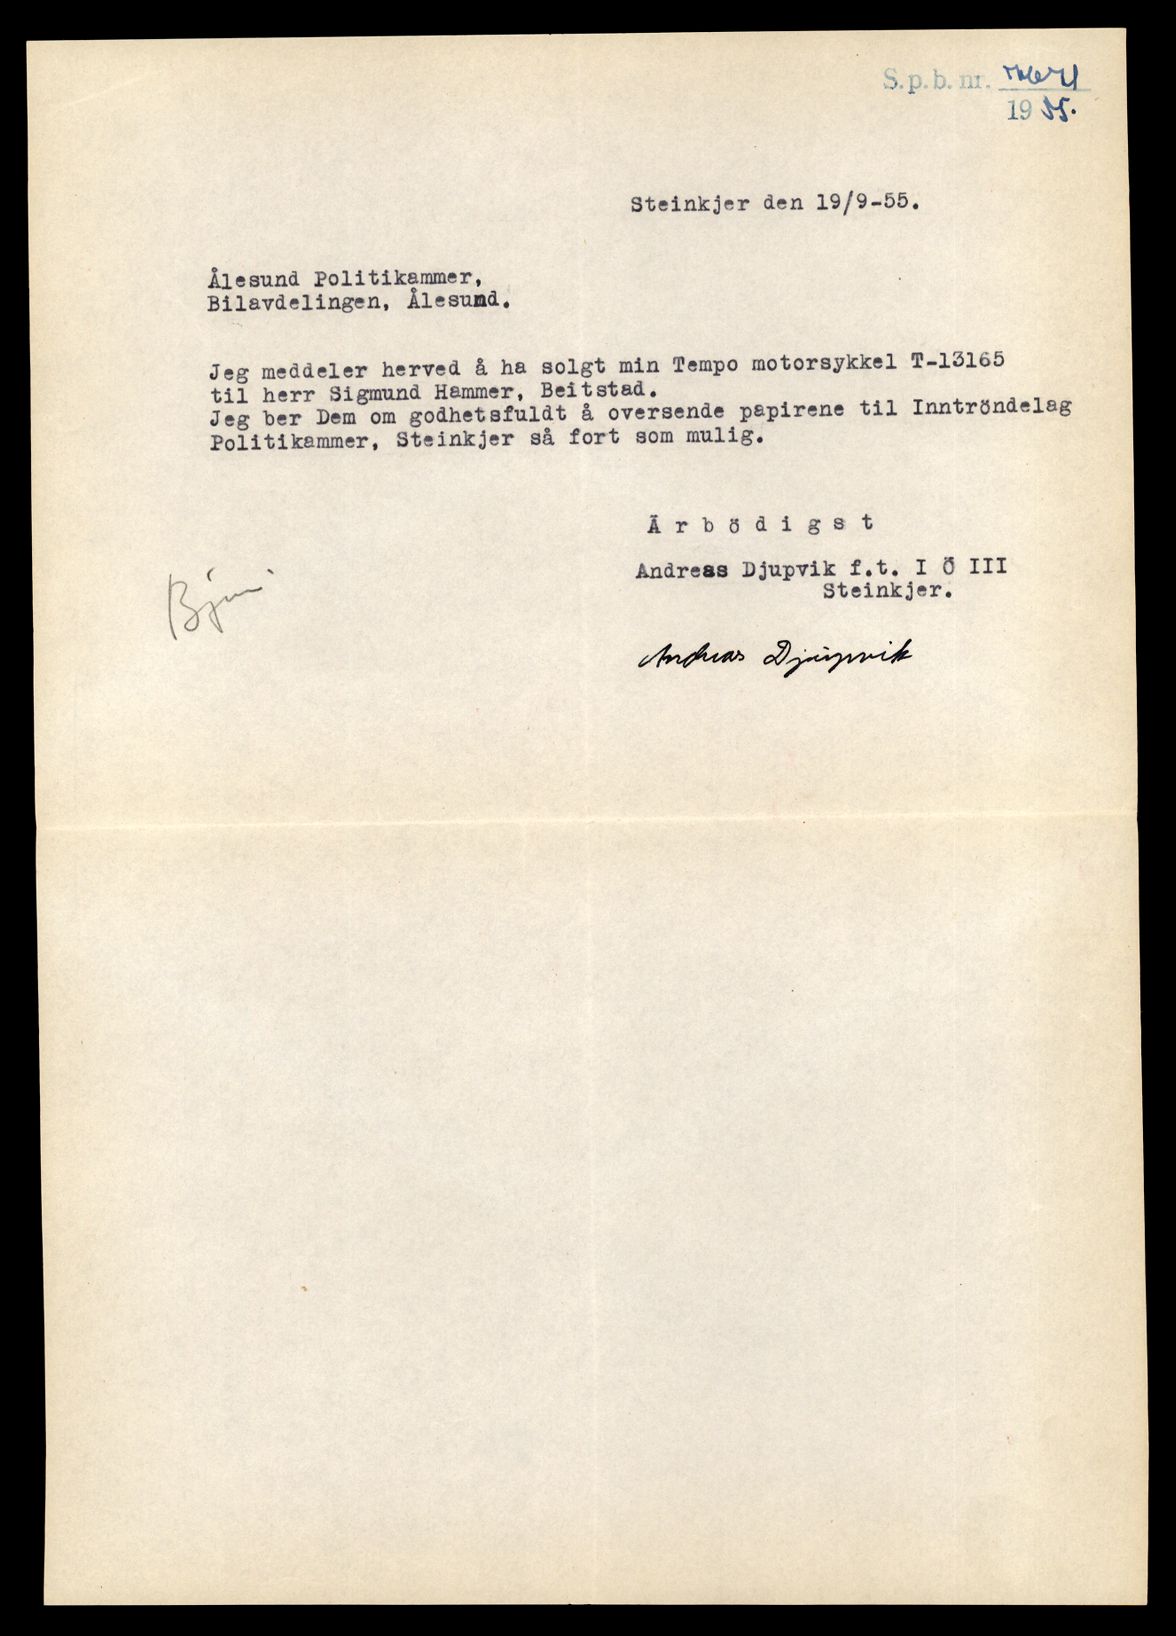 S.p.b. nr.
1955.
Steinkjer den 19/9-55.
Ålesund Politikammer,
Bilavdelingen, Ålesund.
Jeg meddeler herved å ha solgt min Tempo motorsykkel T-13165
til herr Sigmund Hammer, Beitstad.
Jeg ber Dem om godhetsfuldt å oversende papirene til Inntröndelag
Politikammer, Steinkjer så fort som mulig.
Ä r b ö d i g s t
Andreas Djupvik f.t. I Ö III
Steinkjer.
Andreas Djupvik